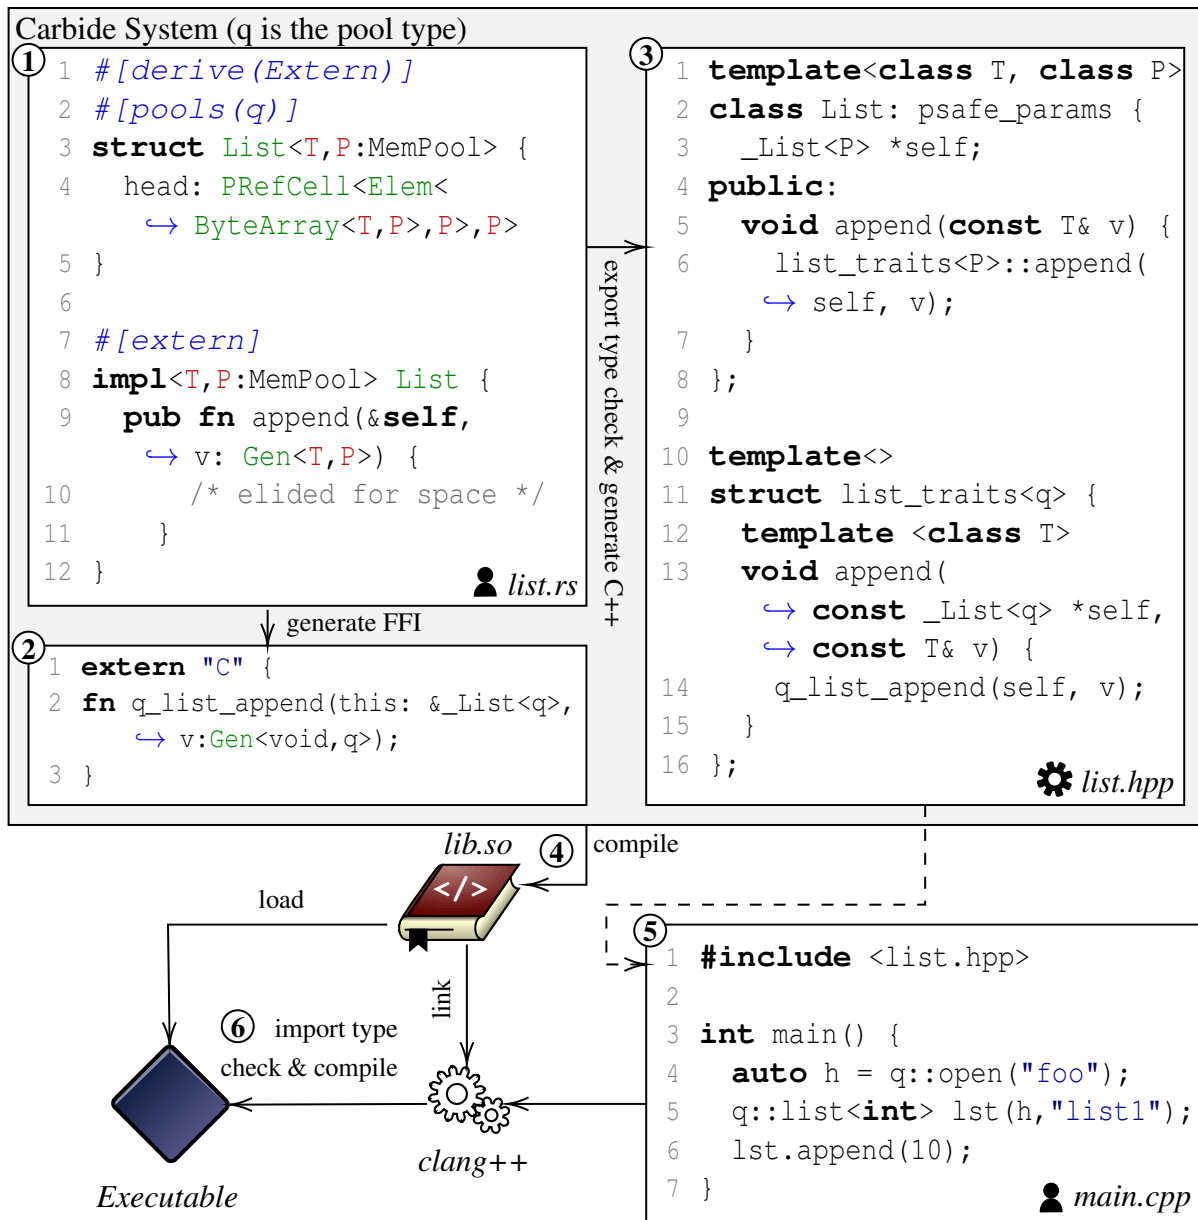 Carbide System (q is the pool type)
1
1 #[derive(Extern)]
2 #[pools(q)]
3 struct List<T,P:MemPool> {
4 head: PRefCell<Elem<
↪ ByteArray<T,P>,P>,P>
5 }
6
7 #[extern]
8 impl<T,P:MemPool> List {
9 pub fn append(&self,
↪ v: Gen<T,P>) {
10 /* elided for space */
11 }
12 }
list.rs
generate FFI
2
1 extern "C" {
2 fn q_list_append(this: &_List<q>,
↪ v:Gen<void,q>);
3 }
export type check & generate C++
3
1 template<class T, class P>
2 class List: psafe_params {
3 _List<P> *self;
4 public:
5 void append(const T& v) {
6 list_traits<P>::append(
↪ self, v);
7 }
8 };
9
10 template<>
11 struct list_traits<q> {
12 template <class T>
13 void append(
↪ const _List<q> *self,
↪ const T& v) {
14 q_list_append(self, v);
15 }
16 };
list.hpp
lib.so
4
compile
</>
load
link
6 import type
check & compile
clang++
Executable
5
1 #include <list.hpp>
2
3 int main() {
4 auto h = q::open("foo");
5 q::list<int> lst(h,"list1");
6 lst.append(10);
7 }
main.cpp